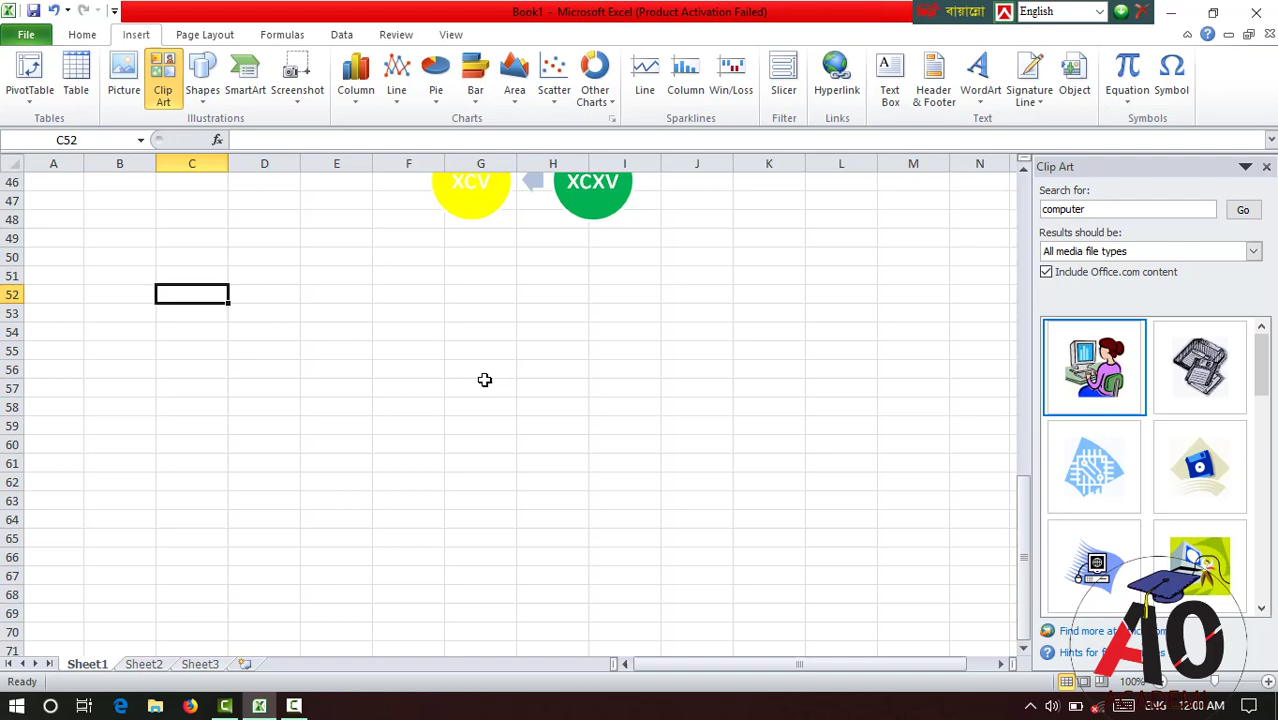 Book1 - Microsoft Excel (Product Activation Failed)
বায়ান্নো
English
File Home Insert Page Layout Formulas Data Review View
PivotTable Table Picture Clip Art Shapes SmartArt Screenshot Column Line Pie Bar Area Scatter Other Charts Line Column Win/Loss Slicer Hyperlink Text Box Header & Footer WordArt Signature Line Object Equation Symbol
Tables Illustrations Charts Sparklines Filter Links Text Symbols
C52 fx
A B C D E F G H I J K L M N
46
47
48
49
50
51
52
53
54
55
56
57
58
59
60
61
62
63
64
65
66
67
68
69
70
71
XCV XCXV
Clip Art
Search for:
computer Go
Results should be:
All media file types
Include Office.com content
Find more at
Hints for
AO
Sheet1 Sheet2 Sheet3
Ready 100%
ENG 12:00 AM